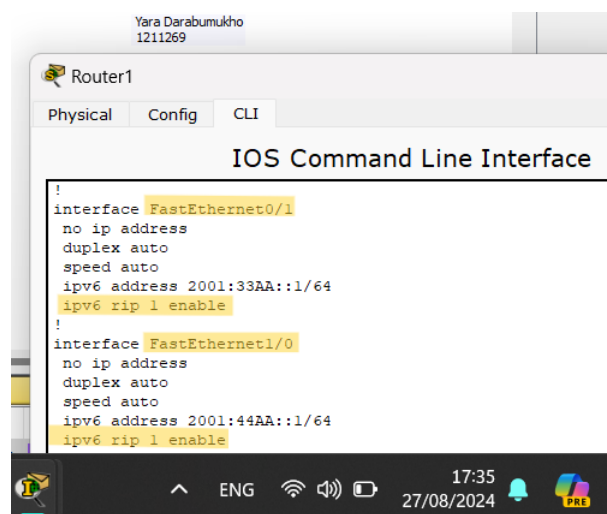 Yara Darabumukho
1211269
Router1
Physical Config CLI
IOS Command Line Interface
!
interface FastEthernet0/1
no ip address
duplex auto
speed auto
ipv6 address 2001:33AA::1/64
ipv6 rip 1 enable
!
interface FastEthernet1/0
no ip address
duplex auto
speed auto
ipv6 address 2001:44AA::1/64
ipv6 rip 1 enable
ENG 17:35
27/08/2024
PRE